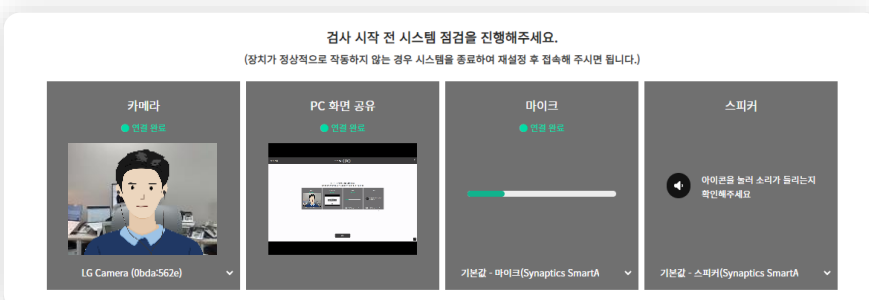 검사 시작 전 시스템 점검을 진행해주세요.
(장치가 정상적으로 작동하지 않는 경우 시스템을 종료하여 재설정 후 접속해 주시면 됩니다.)
카메라
연결 완료
LG Camera (0bda:562e)
PC 화면 공유
연결 완료
마이크
연결 완료
기본값 - 마이크(Synaptics SmartA
스피커
아이콘을 눌러 소리가 들리는지
확인해주세요
기본값 - 스피커(Synaptics SmartA